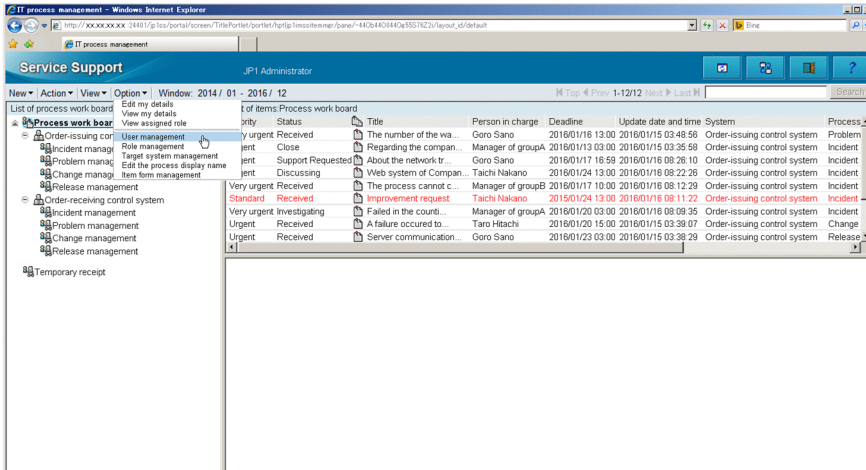 IT process management - Windows Internet Explorer
Bing
IT process management
Service Support
JP1 Administrator
New Action View Option Window: 2014 / 01 - 2016 / 12
Top Prev 1-12/12 Next Last Search
List of process work board
t of items:Process work board
Edit my details
View my details
View assigned role
User management
Role management
Target system management
Edit the process display name
Item form management
Process work boar
Order-issuing con
Incident manag
Problem manag
Change manag
Release management
Order-receiving control system
Incident management
Problem management
Change management
Release management
Temporary receipt
ority Status Title Person in charge Deadline Update date and time System Process
ry urgent Received The number of the wa... Goro Sano 2016/01/16 13:00 2016/01/15 03:48:56 Order-issuing control system Problem
gent Close Regarding the compan... Manager of groupA 2016/01/13 03:00 2016/01/15 03:35:58 Order-issuing control system Incident
gent Support Requested About the network tr... Goro Sano 2016/01/17 16:59 2016/01/16 08:26:10 Order-issuing control system Incident
gent Discussing Web system of Compan... Taichi Nakano 2016/01/24 13:00 2016/01/16 08:22:26 Order-issuing control system Incident
Very urgent Received The process cannot c... Manager of groupB 2016/01/17 10:00 2016/01/16 08:12:29 Order-issuing control system Incident
Standard Received Improvement request Taichi Nakano 2015/01/24 13:00 2016/01/16 08:11:22 Order-issuing control system Incident
Very urgent Investigating Failed in the counti... Manager of groupA 2016/01/20 03:00 2016/01/16 08:09:35 Order-issuing control system Incident
Urgent Received A failure occured to... Taro Hitachi 2016/01/20 15:00 2016/01/15 03:39:07 Order-issuing control system Change
Urgent Received Server communication... Goro Sano 2016/01/23 03:00 2016/01/15 03:38:29 Order-issuing control system Release